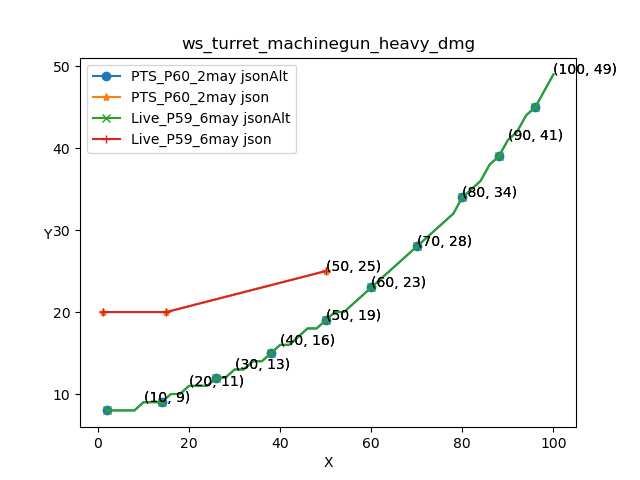 ws_turret_machinegun_heavy_dmg
PTS_P60_2may jsonAlt
PTS_P60_2may json
Live_P59_6may jsonAlt
Live_P59_6may json
50
40
30
20
10
Y
(100, 49)
(90, 41)
(80, 34)
(70, 28)
(50, 25)
(60, 23)
(50, 19)
(40, 16)
(30, 13)
(20, 11)
(10, 9)
0 20 40 60 80 100
X